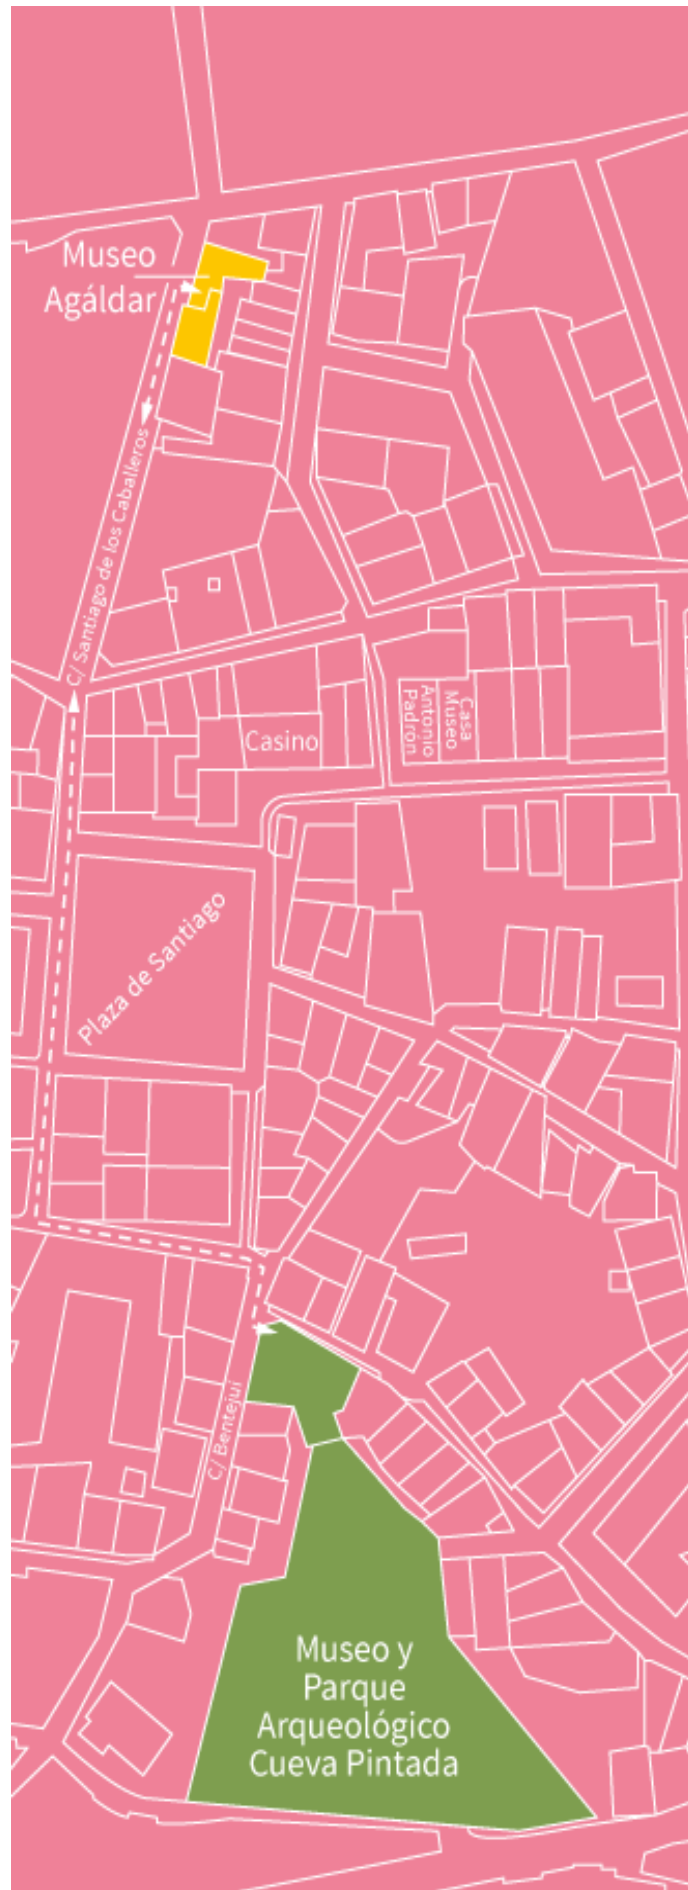 Museo
Agáldar
C/ Santiago de los Caballeros
Casa
Museo
Antonio
Padrón
Casino
Plaza de Santiago
C/ Bentejuí
Museo y
Parque
Arqueológico
Cueva Pintada